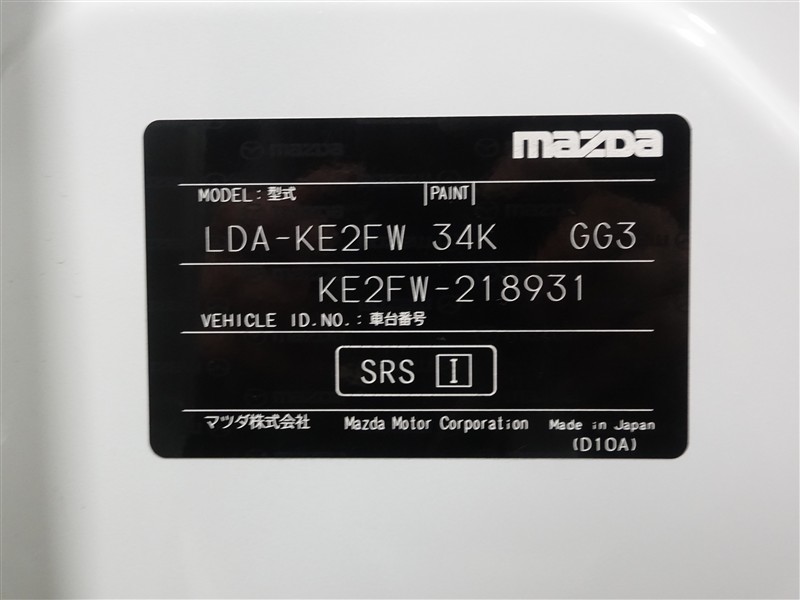 mazda
MODEL：型式 PAINT
LDA-KE2FW 34K GG3
KE2FW-218931
VEHICLE ID.NO.：車台番号
SRS I
マツダ株式会社 Mazda Motor Corporation Made in Japan
(D10A)